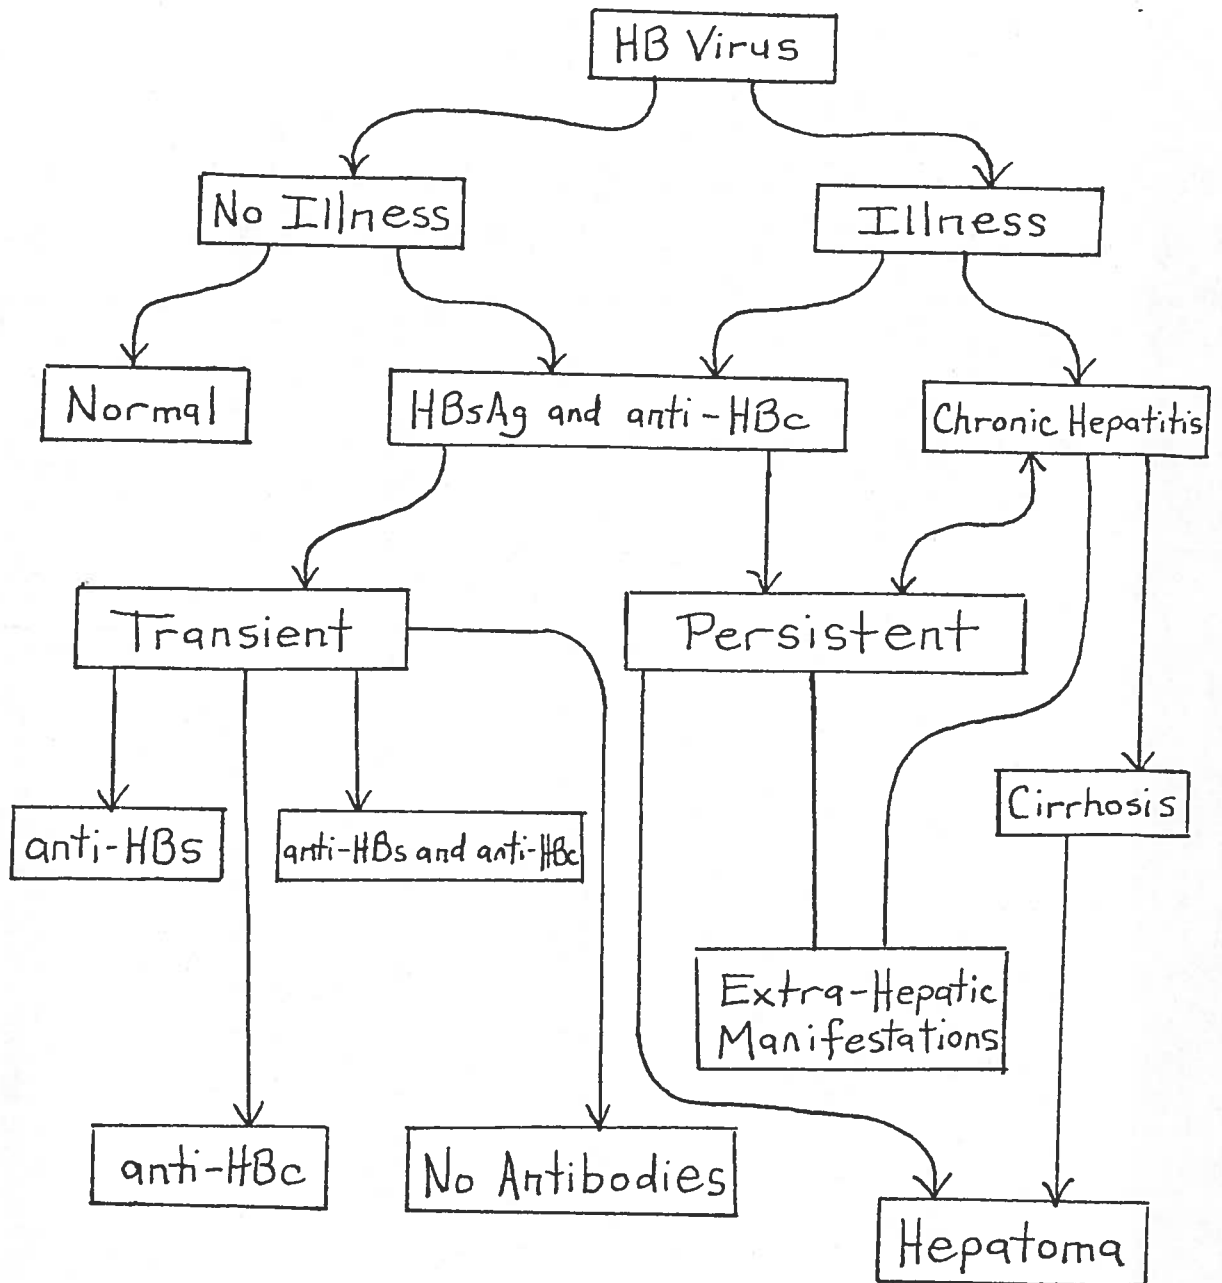 HB Virus
No Illness
Illness
Normal
HBsAg and anti-HBc
Chronic Hepatitis
Transient
Persistent
Cirrhosis
anti-HBs
anti-HBs and anti-HBc
Extra-Hepatic
Manifestations
anti-HBc
No Antibodies
Hepatoma